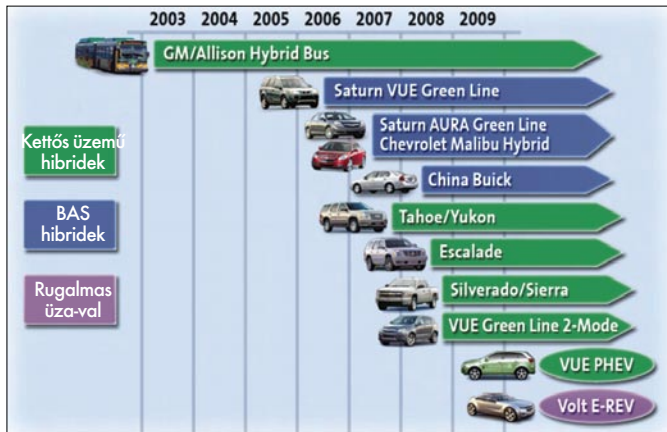 2003 2004 2005 2006 2007 2008 2009
GM/Allison Hybrid Bus
Saturn VUE Green Line
Saturn AURA Green Line
Chevrolet Malibu Hybrid
Kettős üzemű
hibridek
China Buick
BAS
hibridek
Tahoe/Yukon
Escalade
Rugalmas
üza-val
Silverado/Sierra
VUE Green Line 2-Mode
VUE PHEV
Volt E-REV